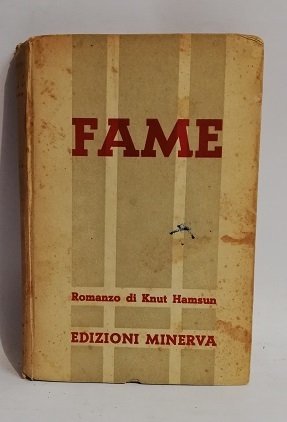 FAME
Romanzo di Knut Hamsun
EDIZIONI MINERVA